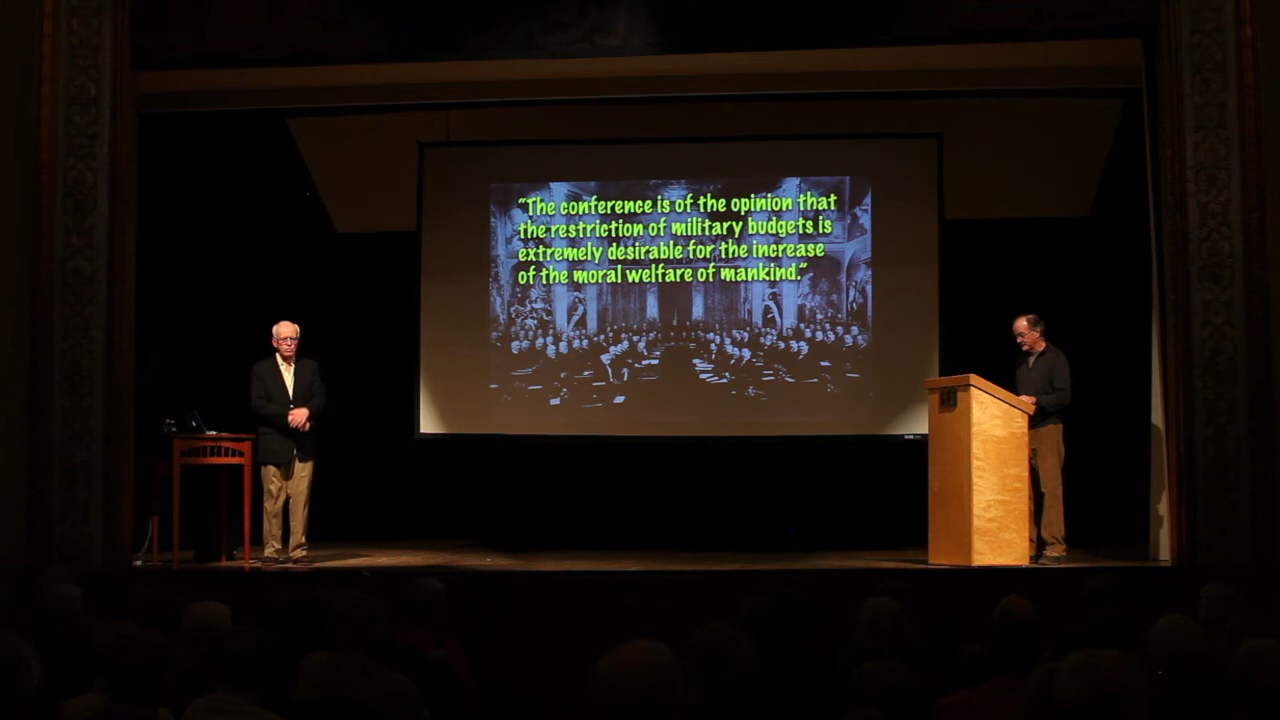 “The conference is of the opinion that
the restriction of military budgets is
extremely desirable for the increase
of the moral welfare of mankind.”